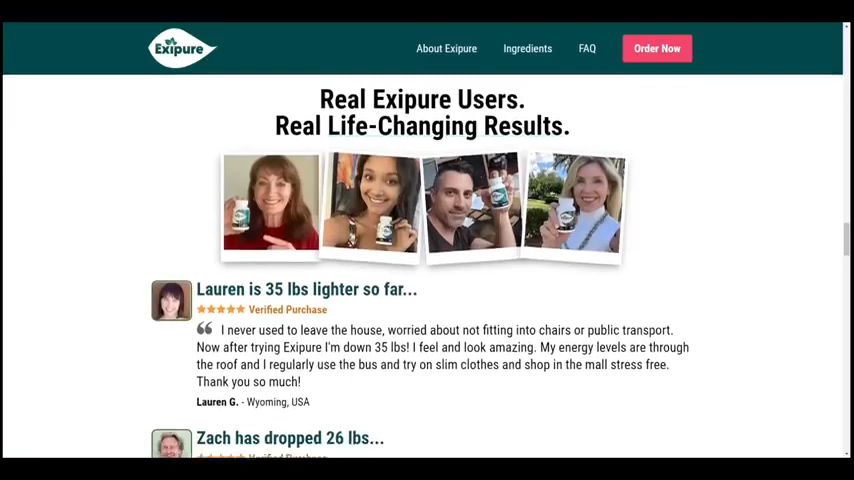 Exipure
About Exipure
Ingredients
FAQ
Order Now
Real Exipure Users.
Real Life-Changing Results.
Lauren is 35 lbs lighter so far...
Verified Purchase
I never used to leave the house, worried about not fitting into chairs or public transport.
Now after trying Exipure I'm down 35 lbs! I feel and look amazing. My energy levels are through
the roof and I regularly use the bus and try on slim clothes and shop in the mall stress free.
Thank you so much!
Lauren G. - Wyoming, USA
Zach has dropped 26 lbs...